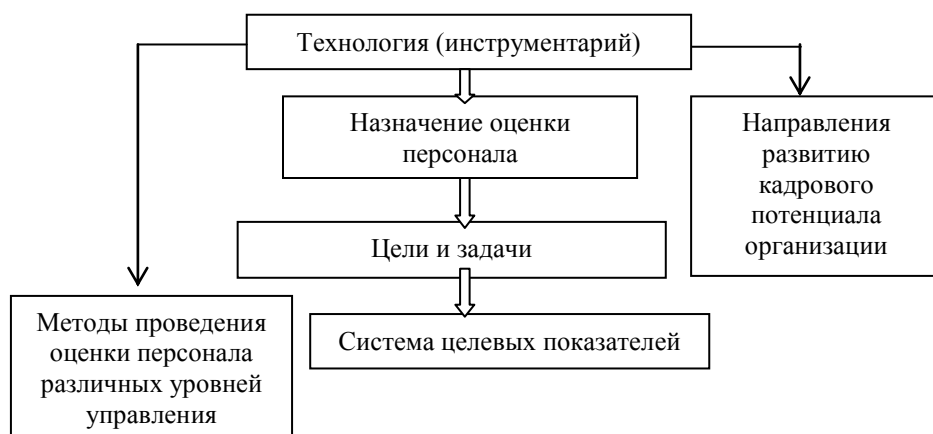 Технология (инструментарий)
Назначение оценки
персонала
Направления
развитию
кадрового
потенциала
организации
Цели и задачи
Методы проведения
оценки персонала
различных уровней
управления
Система целевых показателей